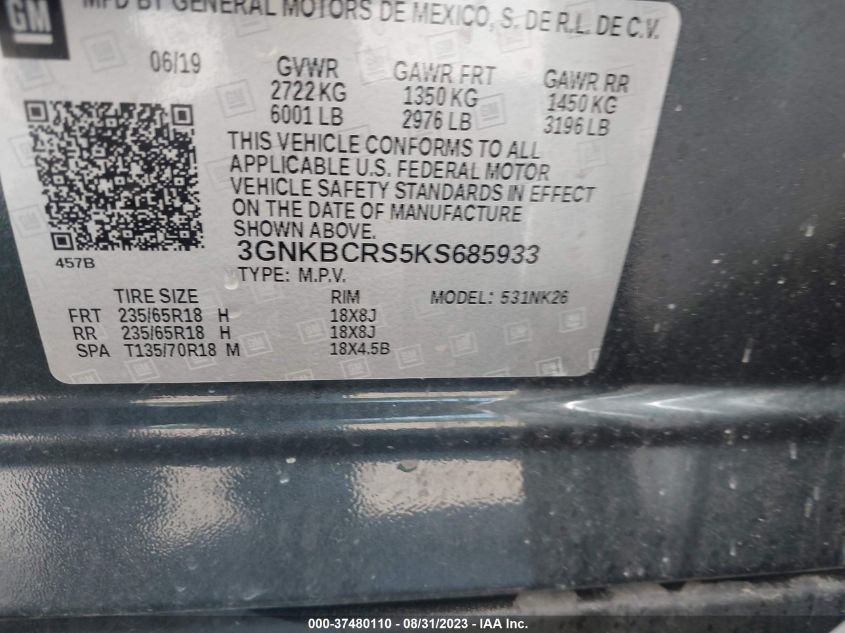 GM
MFD BY GENERAL MOTORS DE MEXICO, S. DE R.L. DE C.V.
06/19
GVWR GAWR FRT GAWR RR
2722 KG 1350 KG 1450 KG
6001 LB 2976 LB 3196 LB
THIS VEHICLE CONFORMS TO ALL
APPLICABLE U.S. FEDERAL MOTOR
VEHICLE SAFETY STANDARDS IN EFFECT
ON THE DATE OF MANUFACTURE
SHOWN ABOVE.
457B
3GNKBCRS5KS685933
TYPE: M.P.V.
TIRE SIZE RIM MODEL: 531NK26
FRT 235/65R18 H 18X8J
RR 235/65R18 H 18X8J
SPA T135/70R18 M 18X4.5B
000-37480110 - 08/31/2023 - IAA Inc.